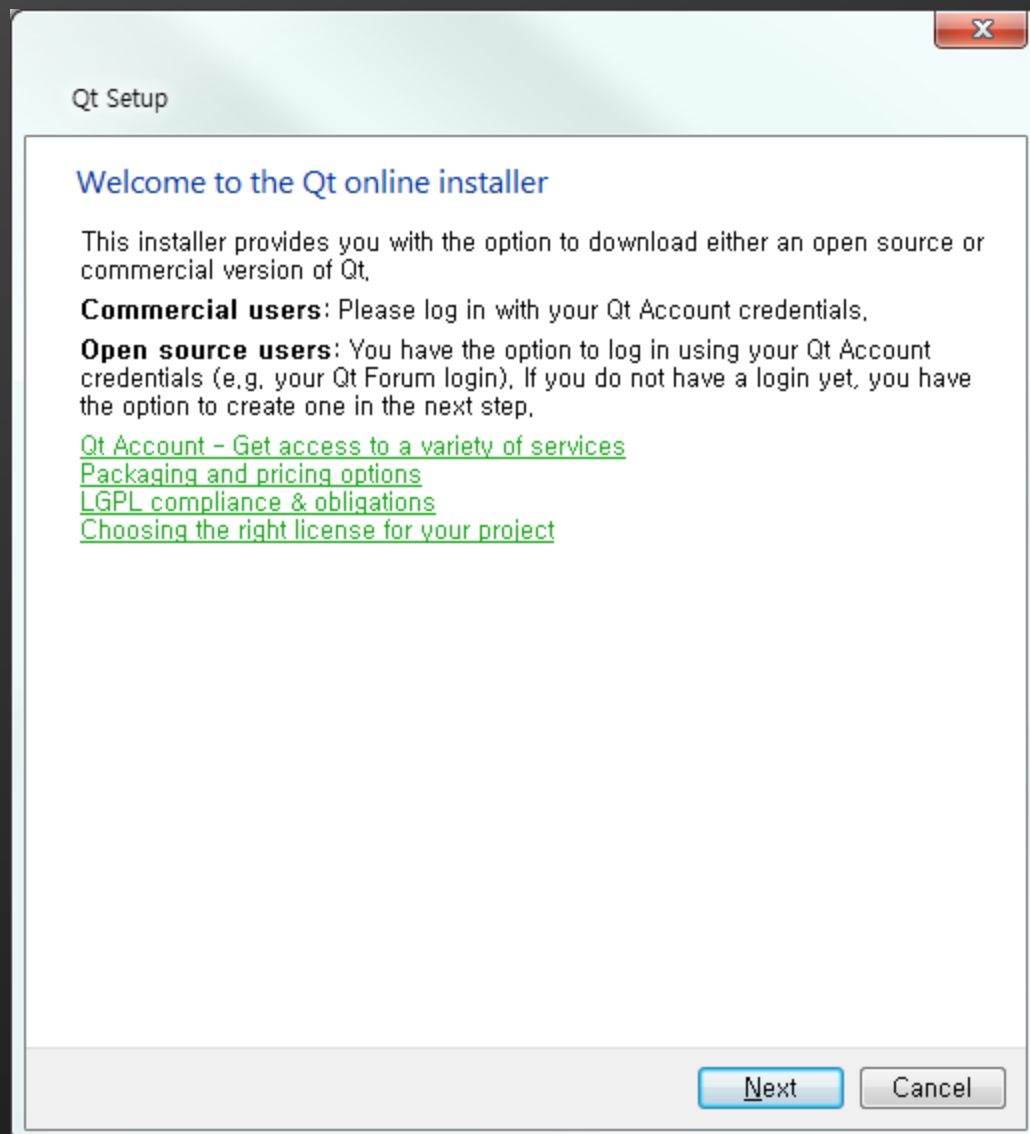 Qt Setup
Welcome to the Qt online installer
This installer provides you with the option to download either an open source or
commercial version of Qt.
Commercial users: Please log in with your Qt Account credentials.
Open source users: You have the option to log in using your Qt Account
credentials (e.g. your Qt Forum login). If you do not have a login yet, you have
the option to create one in the next step.
Qt Account - Get access to a variety of services
Packaging and pricing options
LGPL compliance & obligations
Choosing the right license for your project
Next
Cancel